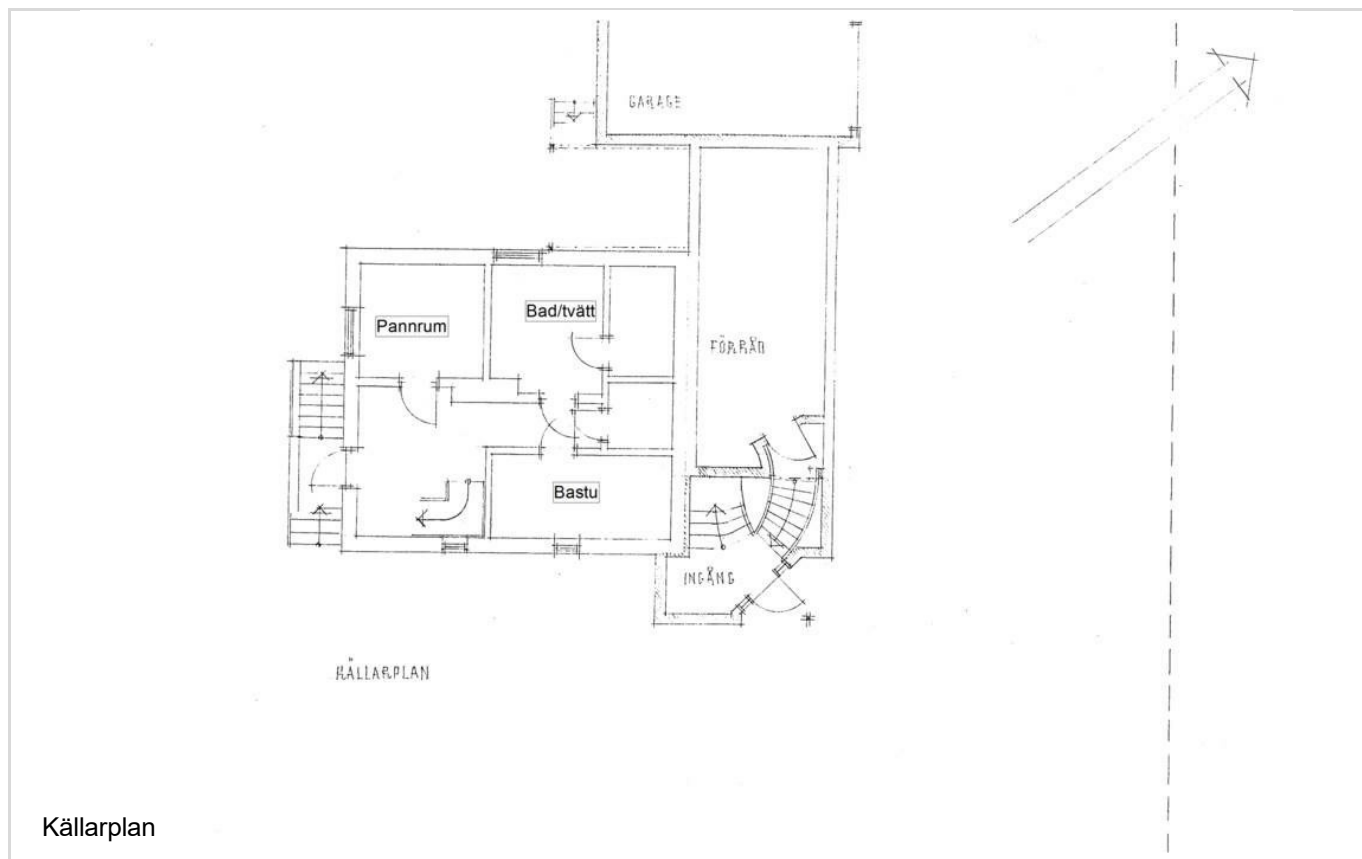 GARAGE
Bad/tvätt
Pannrum
FÖRRÅD
Bastu
INGÅNG
KÄLLARPLAN
Källarplan